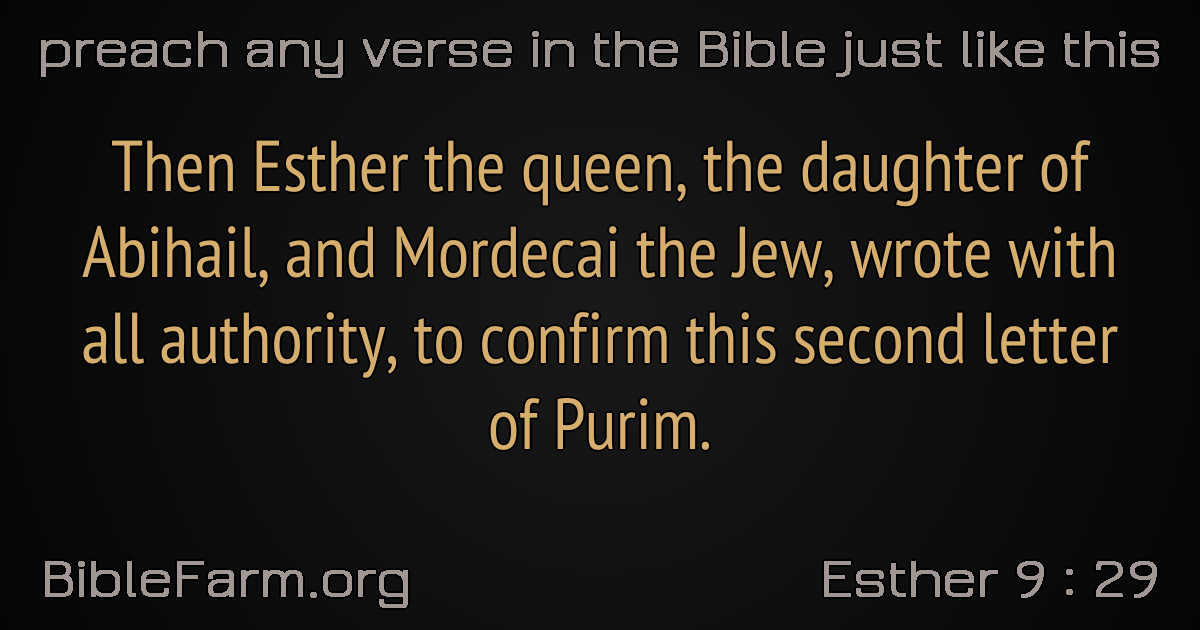 preach any verse in the Bible just like this
Then Esther the queen, the daughter of
Abihail, and Mordecai the Jew, wrote with
all authority, to confirm this second letter
of Purim.
BibleFarm.org
Esther 9 : 29